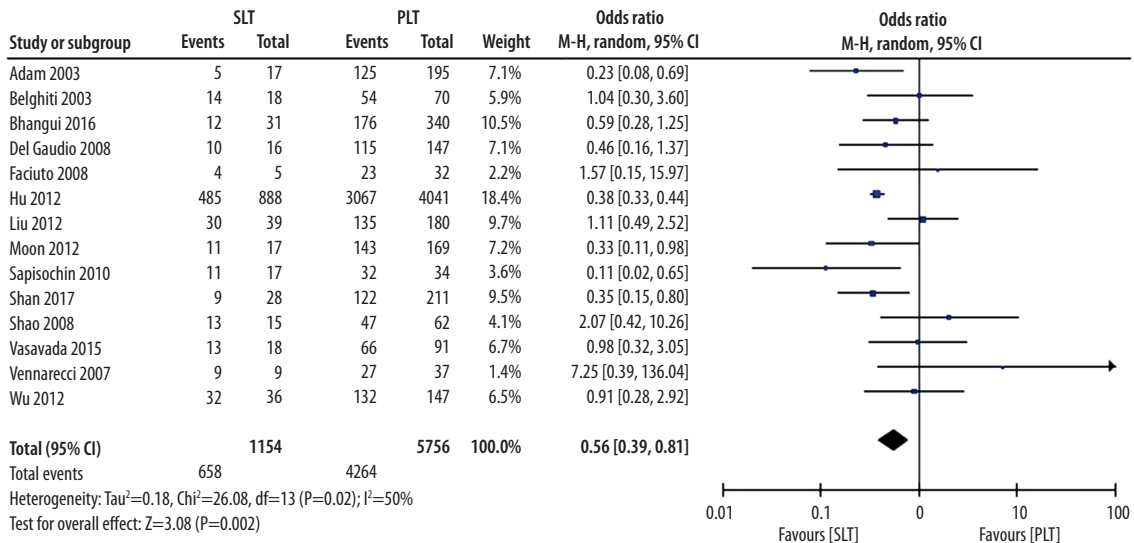 SLT PLT Odds ratio Odds ratio
Study or subgroup Events Total Events Total Weight M-H, random, 95% CI M-H, random, 95% CI
Adam 2003 5 17 125 195 7.1% 0.23 [0.08, 0.69]
Belghiti 2003 14 18 54 70 5.9% 1.04 [0.30, 3.60]
Bhangui 2016 12 31 176 340 10.5% 0.59 [0.28, 1.25]
Del Gaudio 2008 10 16 115 147 7.1% 0.46 [0.16, 1.37]
Faciuto 2008 4 5 23 32 2.2% 1.57 [0.15, 15.97]
Hu 2012 485 888 3067 4041 18.4% 0.38 [0.33, 0.44]
Liu 2012 30 39 135 180 9.7% 1.11 [0.49, 2.52]
Moon 2012 11 17 143 169 7.2% 0.33 [0.11, 0.98]
Sapisochin 2010 11 17 32 34 3.6% 0.11 [0.02, 0.65]
Shan 2017 9 28 122 211 9.5% 0.35 [0.15, 0.80]
Shao 2008 13 15 47 62 4.1% 2.07 [0.42, 10.26]
Vasavada 2015 13 18 66 91 6.7% 0.98 [0.32, 3.05]
Vennarecci 2007 9 9 27 37 1.4% 7.25 [0.39, 136.04]
Wu 2012 32 36 132 147 6.5% 0.91 [0.28, 2.92]
Total (95% CI) 1154 5756 100.0% 0.56 [0.39, 0.81]
Total events 658 4264
Heterogeneity: Tau²=0.18, Chi²=26.08, df=13 (P=0.02); I²=50%
Test for overall effect: Z=3.08 (P=0.002)
0.01 0.1 0 10 100
Favours [SLT] Favours [PLT]